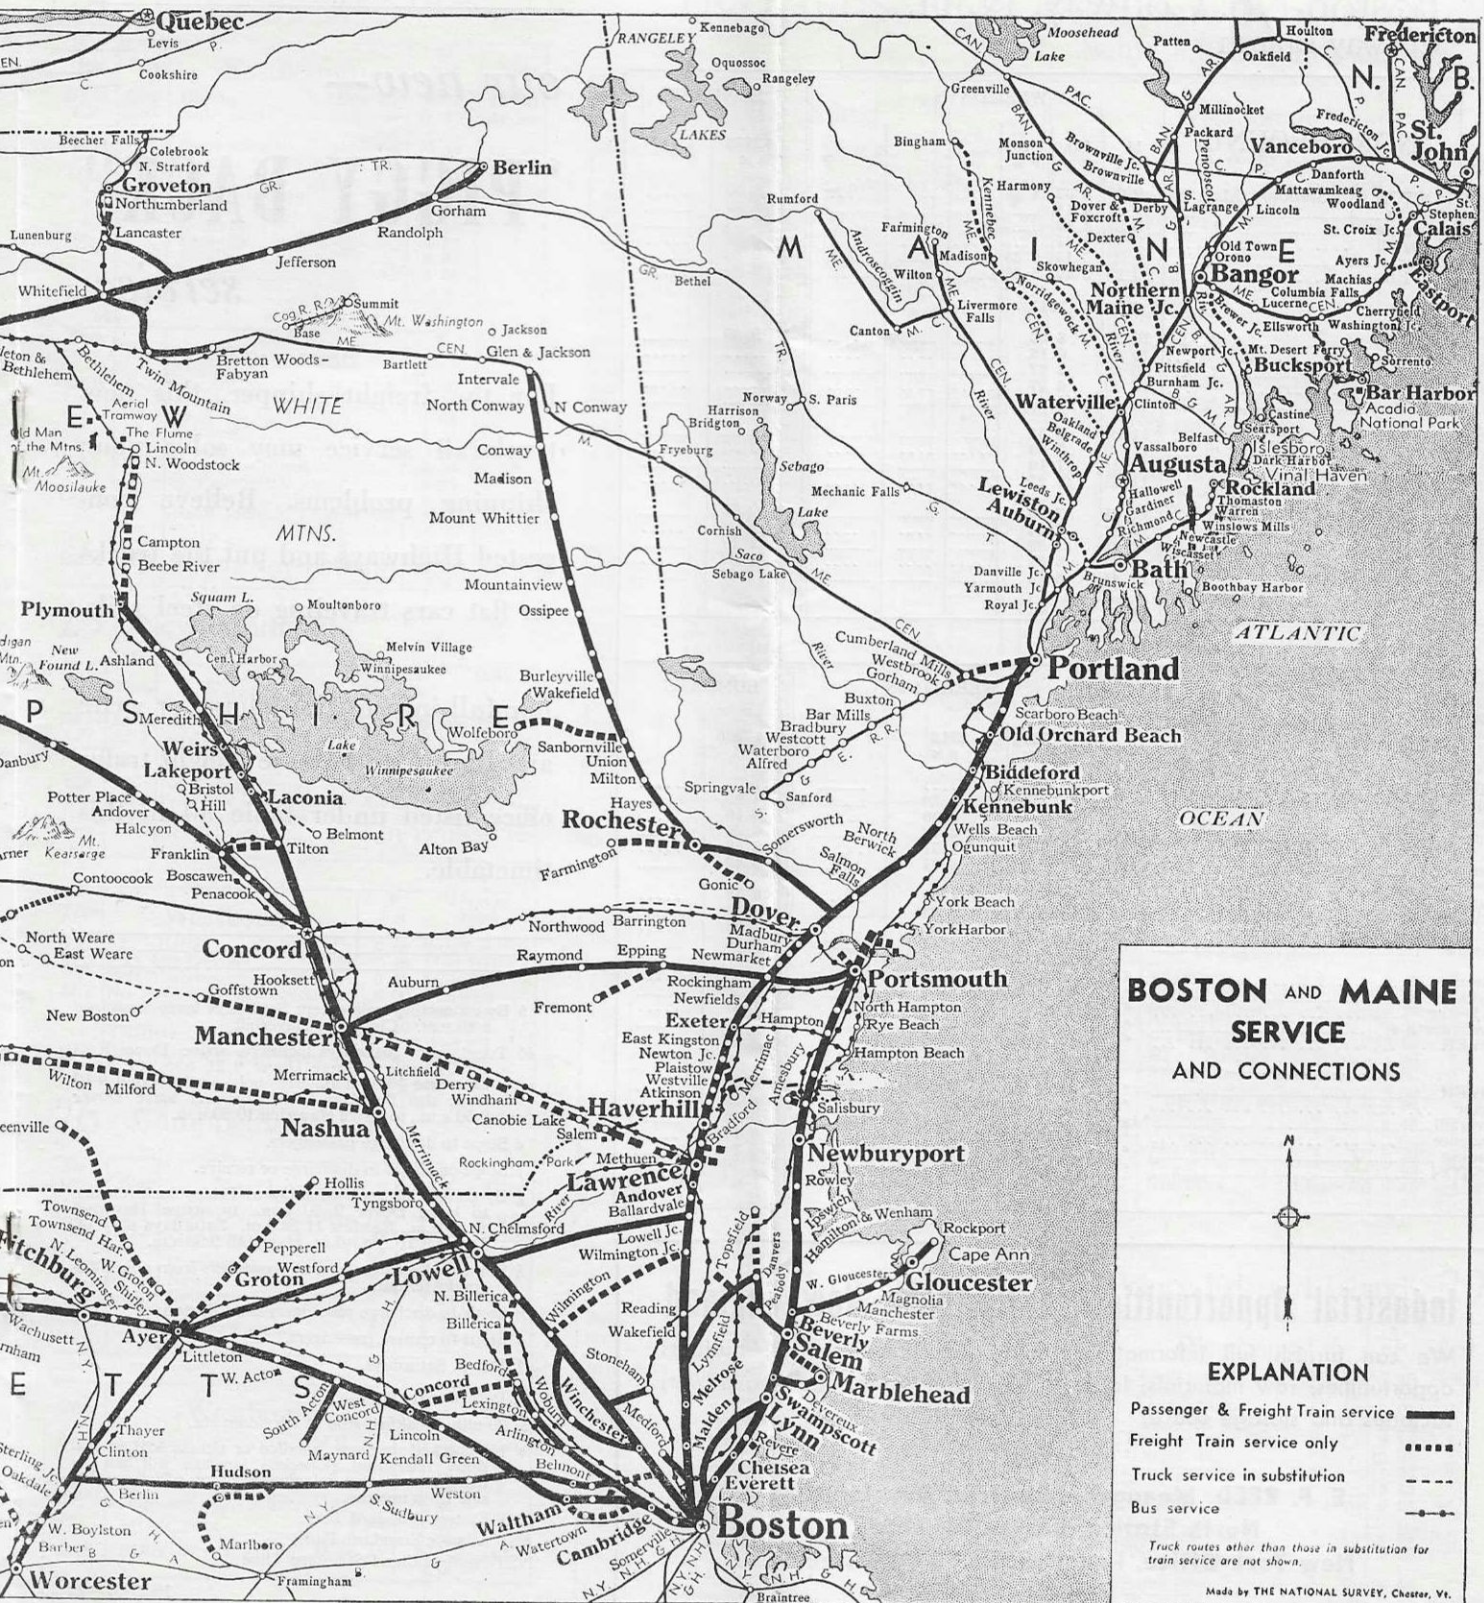 Quebec
Levis
Cookshire
Beecher Falls
Colebrook
N. Stratford
Groveton
Northumberland
Lancaster
Lunenburg
Whitefield
Berlin
Gorham
Randolph
Jefferson
Summit
Cog. R.R.
Base
Mt. Washington
Jackson
Glen & Jackson
Bretton Woods-
Fabyan
Bartlett
Twin Mountain
Bethlehem
Bethlehem
Intervale
North Conway
N Conway
Conway
Madison
Mount Whittier
Mountainview
Ossipee
WHITE
MTNS.
E W
Aerial
Tramway
The Flume
Lincoln
N. Woodstock
Mt.
Moosilauke
Campton
Beebe River
Plymouth
Squam L.
Moultonboro
Melvin Village
Cen. Harbor
Winnipesaukee
New
Found L.
Ashland
P S H I R E
Meredith
Weirs
Lakeport
Laconia
Lake
Winnipesaukee
Wolfeboro
Burleyville
Wakefield
Sanbornville
Union
Milton
Hayes
Rochester
Farmington
Gonic
Alton Bay
Danbury
Potter Place
Andover
Halcyon
Bristol
Hill
Belmont
Tilton
Franklin
Mt.
Kearsarge
Boscawen
Penacook
Contoocook
Concord
Northwood
Barrington
Dover
Madbury
Durham
Newmarket
Somersworth
Salmon
Falls
North
Berwick
North Weare
East Weare
Hooksett
Goffstown
New Boston
Manchester
Auburn
Raymond
Epping
Fremont
Rockingham
Newfields
Exeter
East Kingston
Newton Jc.
Plaistow
Westville
Atkinson
Haverhill
Bradford
Hampton
Portsmouth
North Hampton
Rye Beach
Hampton Beach
Merrimac
Amesbury
Salisbury
Newburyport
Rowley
Ipswich
Hamilton & Wenham
Rockport
Cape Ann
Gloucester
W. Gloucester
Magnolia
Manchester
Beverly Farms
Beverly
Salem
Marblehead
Devereux
Swampscott
Lynn
Revere
Chelsea
Everett
Boston
Wilton
Milford
Merrimack
Litchfield
Nashua
Derry
Windham
Canobie Lake
Salem
Rockingham Park
Methuen
Lawrence
Andover
Ballardvale
Lowell Jc.
Wilmington Jc.
Merrimack
River
Hollis
Tyngsboro
N. Chelmsford
Lowell
Townsend
Townsend Har.
W. Groton
Pepperell
Groton
Westford
N. Leominster
Shirley
Ayer
Wachusett
Littleton
W. Acton
South Acton
West
Concord
Concord
Lincoln
Maynard
Kendall Green
Weston
Hudson
Berlin
Marlboro
S. Sudbury
Framingham
Braintree
Worcester
Barber
W. Boylston
Oakdale
Sterling Jc
Clinton
Thayer
E T T S
N. Billerica
Billerica
Bedford
Lexington
Arlington
Belmont
Waltham
Watertown
Cambridge
Somerville
Wilmington
Woburn
Winchester
Stoneham
Medford
Malden
Melrose
Reading
Wakefield
Lynnfield
Topsfield
Danvers
Peabody
RANGELEY
LAKES
Kennebago
Oquossoc
Rangeley
Moosehead
Lake
Greenville
Bingham
Monson
Junction
Harmony
Brownville Jc.
Brownville
Dover &
Foxcroft
Dexter
Derby
Patten
Houlton
Oakfield
Millinocket
Packard
Fredericton
N. B.
Fredericton
Jc.
St.
John
Vanceboro
Danforth
Mattawamkeag
Woodland
St.
Stephen
Calais
St. Croix Jc.
Ayers Jc.
Machias
Eastport
Columbia Falls
Cherryfield
Washington Jc.
Ellsworth
Lucerne
Brewer Jc.
S.
Lagrange
Penobscot
Lincoln
Old Town
Orono
Bangor
Northern
Maine Jc.
M A I N E
Rumford
Farmington
Wilton
Madison
Kennebec
Androscoggin
Skowhegan
Norridgewock
Canton
Livermore
Falls
Bethel
Newport Jc.
Pittsfield
Burnham Jc.
Clinton
Waterville
Oakland
Belgrade
Winthrop
Vassalboro
Augusta
Hallowell
Gardiner
Richmond
Leeds Jc.
Lewiston
Auburn
Mt. Desert Ferry
Bucksport
Sorrento
Bar Harbor
Acadia
National Park
Castine
Searsport
Belfast
Islesboro
Dark Harbor
Vinal Haven
Rockland
Thomaston
Warren
Winslows Mills
Newcastle
Wiscasset
Bath
Brunswick
Boothbay Harbor
Norway
S. Paris
Harrison
Bridgton
Fryeburg
Sebago
Lake
Mechanic Falls
Cornish
Saco
River
Sebago Lake
Danville Jc.
Yarmouth Jc
Royal Jc.
Cumberland Mills
Westbrook
Gorham
Portland
Buxton
Bar Mills
Bradbury
Westcott
Waterboro
Alfred
Springvale
Sanford
Scarboro Beach
Old Orchard Beach
Biddeford
Kennebunkport
Kennebunk
Wells Beach
Ogunquit
York Beach
York Harbor
ATLANTIC
OCEAN
BOSTON AND MAINE
SERVICE
AND CONNECTIONS
N
EXPLANATION
Passenger & Freight Train service
Freight Train service only
Truck service in substitution
Bus service
Truck routes other than those in substitution for
train service are not shown.
Made by THE NATIONAL SURVEY, Chester, Vt.